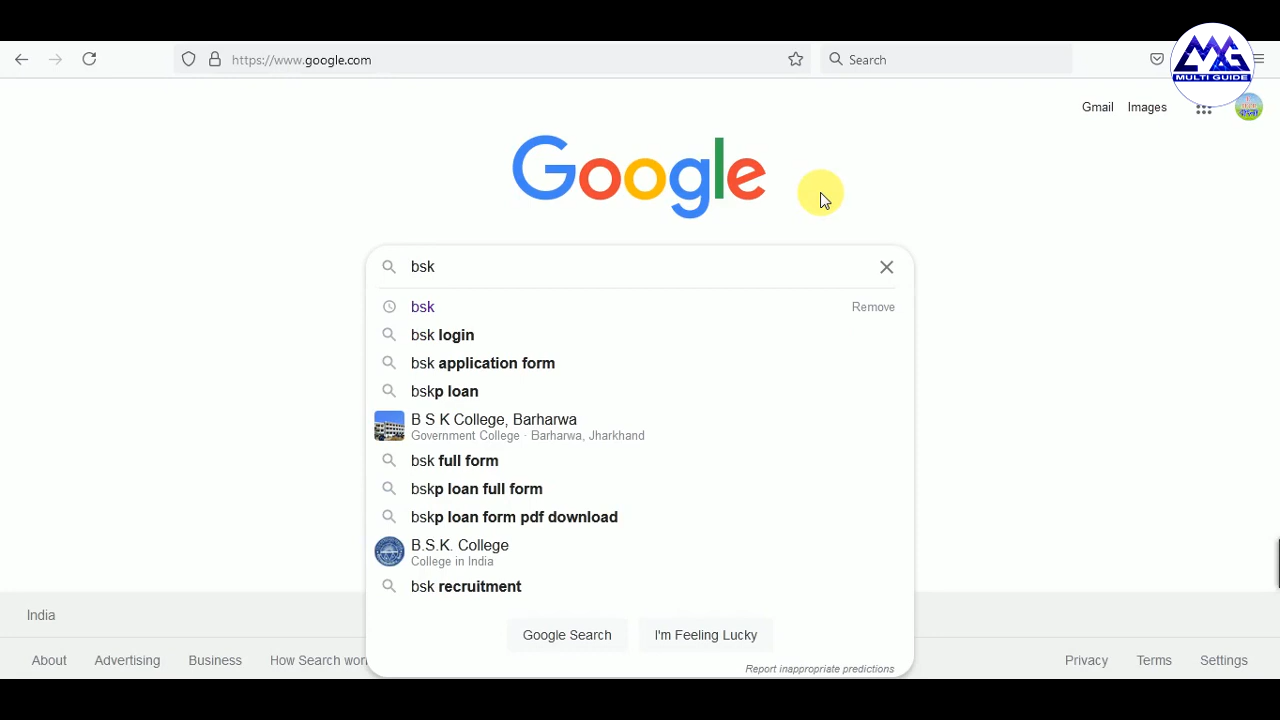 https://www.google.com
Search
MG
MULTI GUIDE
Gmail
Images
Google
bsk
bsk
Remove
bsk login
bsk application form
bskp loan
B S K College, Barharwa
Government College · Barharwa, Jharkhand
bsk full form
bskp loan full form
bskp loan form pdf download
B.S.K. College
College in India
bsk recruitment
Google Search
I'm Feeling Lucky
Report inappropriate predictions
India
About
Advertising
Business
How Search wor
Privacy
Terms
Settings